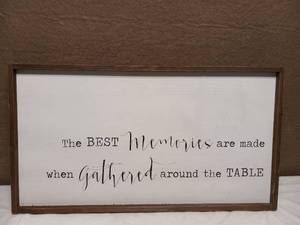 The BEST Memories are made
when Gathered around the TABLE